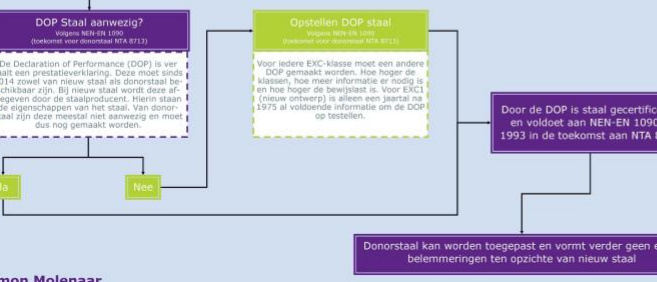 DOP Staal aanwezig?
Volgens NEN-EN 1090
(toekomst voor donorstaal NTA 8713)
De Declaration of Performance (DOP) is ver
aalt een prestatieverklaring. Deze moet sinds
014 zowel van nieuw staal als donorstaal be-
chikbaar zijn. Bij nieuw staal wordt deze af-
egeven door de staalproducent. Hierin staan
de eigenschappen van het staal. Van donor-
taal zijn deze meestal niet aanwezig en moet
dus nog gemaakt worden.
Ja
Nee
Opstellen DOP staal
Volgens NEN-EN 1090
(toekomst voor donorstaal NTA 8713)
Voor iedere EXC-klasse moet een andere
DOP gemaakt worden. Hoe hoger de
klassen, hoe meer informatie er nodig is
en hoe hoger de bewijslast is. Voor EXC1
(nieuw ontwerp) is alleen een jaartal na
1975 al voldoende informatie om de DOP
op testellen.
Door de DOP is staal gecertific
en voldoet aan NEN-EN 1090
1993 in de toekomst aan NTA 8
Donorstaal kan worden toegepast en vormt verder geen e
belemmeringen ten opzichte van nieuw staal
mon Molenaar